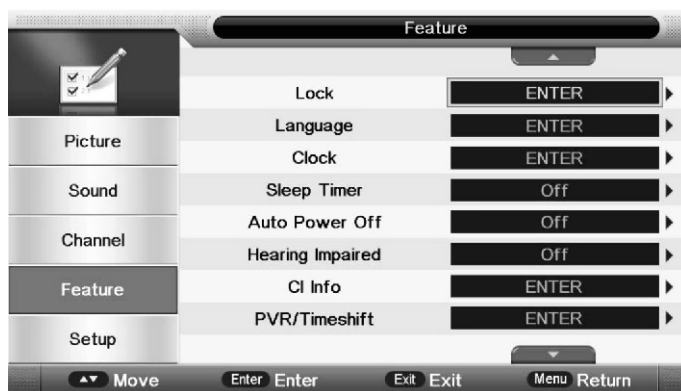 Feature
Lock ENTER
Language ENTER
Clock ENTER
Sleep Timer Off
Auto Power Off Off
Hearing Impaired Off
CI Info ENTER
PVR/Timeshift ENTER
Picture
Sound
Channel
Feature
Setup
Move Enter Enter Exit Exit Menu Return